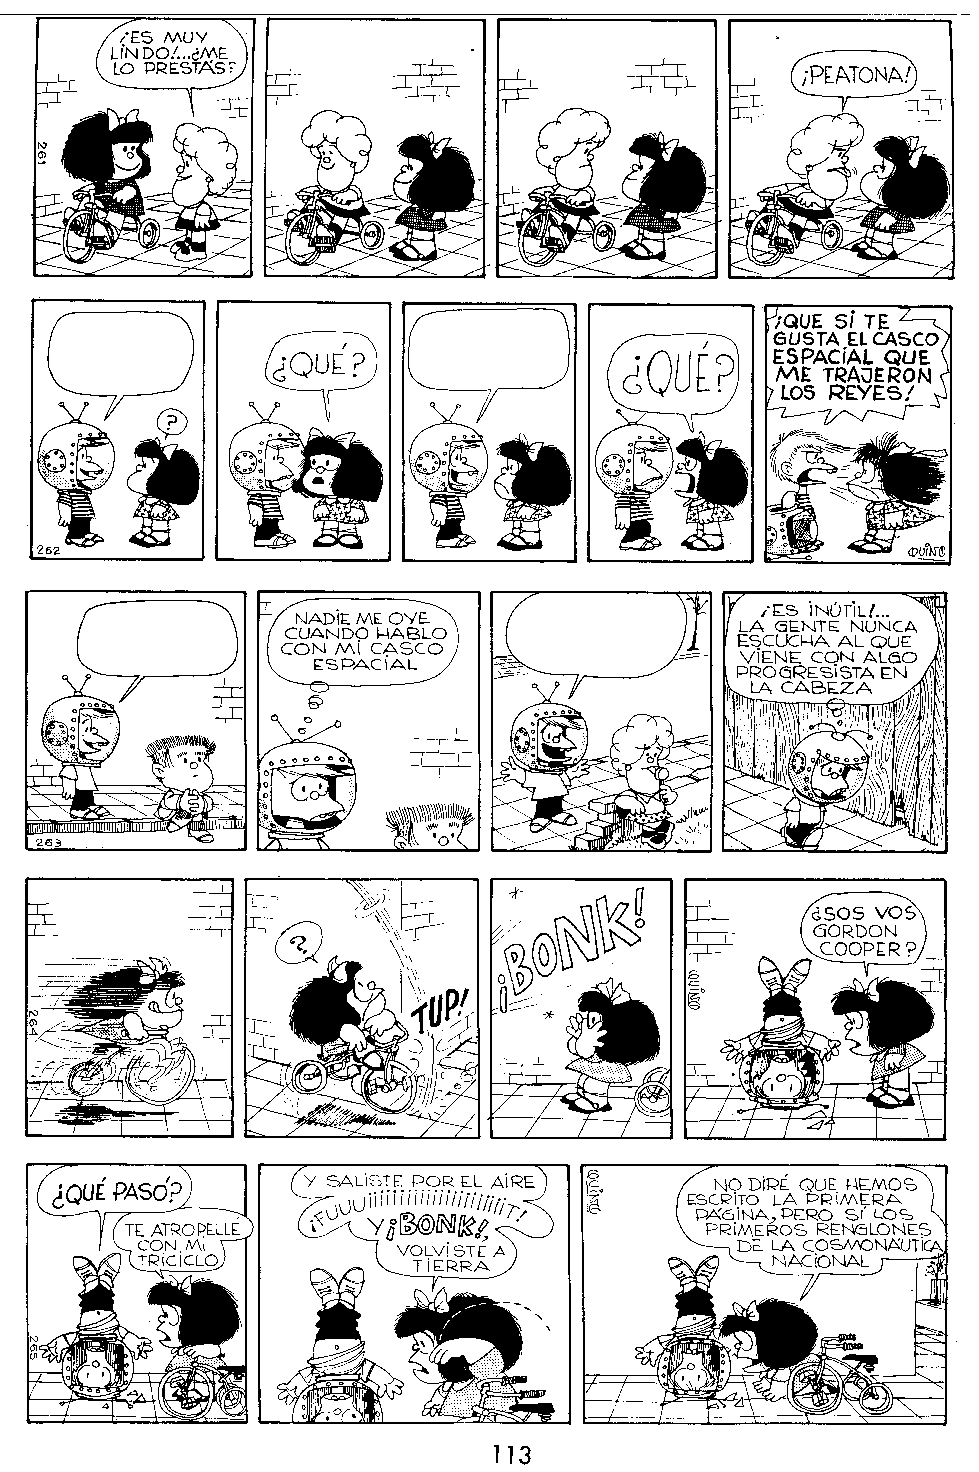 ¡ES MUY
LINDO!...¿ME
LO PRESTÁS?
¡PEATONA!
261
?
¿QUÉ?
¿QUÉ?
¡QUE SI TE
GUSTA EL CASCO
ESPACIAL QUE
ME TRAJERON
LOS REYES!
262
QUINO
NADIE ME OYE
CUANDO HABLO
CON MI CASCO
ESPACIAL
¡ES INÚTIL!...
LA GENTE NUNCA
ESCUCHA AL QUE
VIENE CON ALGO
PROGRESISTA EN
LA CABEZA
263
264
?
TUP!
¡BONK!
¿SOS VOS
GORDON
COOPER?
QUINO
¿QUÉ PASÓ?
TE ATROPELLE
CON MI
TRICICLO
265
Y SALISTE POR EL AIRE
¡FUUUiiiiiiiiiiiiiiiiiiiiT!
Y ¡BONK!,
VOLVISTE A
TIERRA
QUINO
NO DIRÉ QUE HEMOS
ESCRITO LA PRIMERA
PÁGINA, PERO SÍ LOS
PRIMEROS RENGLONES
DE LA COSMONÁUTICA
NACIONAL
113